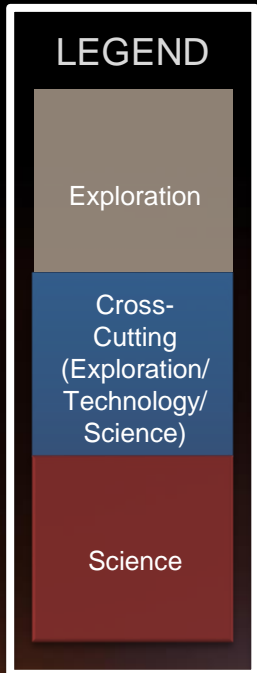 LEGEND
Exploration
Cross-
Cutting
(Exploration/
Technology/
Science)
Science